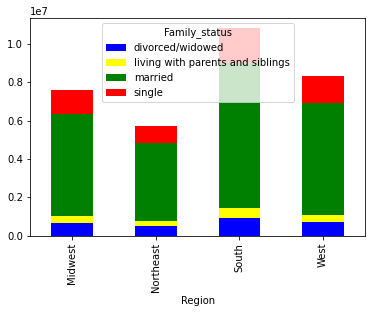 1e7
Family_status
divorced/widowed
living with parents and siblings
married
single
1.0
0.8
0.6
0.4
0.2
0.0
Midwest
Northeast
South
West
Region